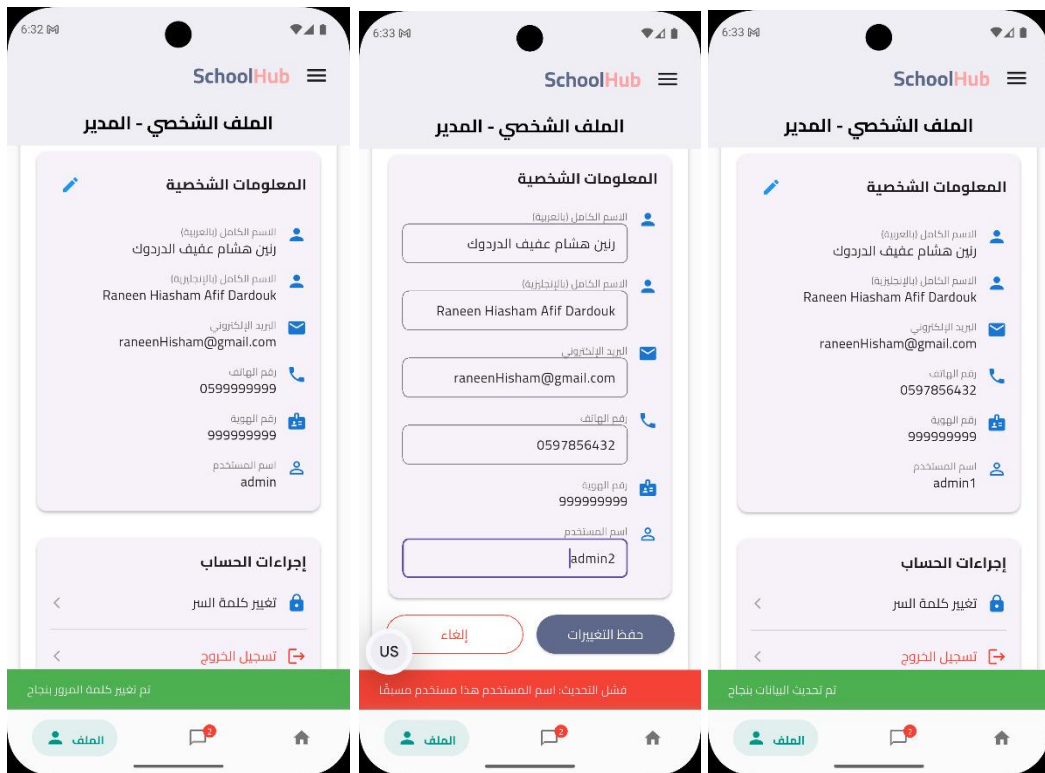 6:32
SchoolHub
الملف الشخصي - المدير
المعلومات الشخصية
الاسم الكامل (بالعربية)
رنين هشام عفيف الدردوك
الاسم الكامل (بالإنجليزية)
Raneen Hiasham Afif Dardouk
البريد الإلكتروني
raneenHisham@gmail.com
رقم الهاتف
0599999999
رقم الهوية
999999999
اسم المستخدم
admin
إجراءات الحساب
تغيير كلمة السر
تسجيل الخروج
تم تغيير كلمة المرور بنجاح
2
الملف
6:33
SchoolHub
الملف الشخصي - المدير
المعلومات الشخصية
الاسم الكامل (بالعربية)
رنين هشام عفيف الدردوك
الاسم الكامل (بالإنجليزية)
Raneen Hiasham Afif Dardouk
البريد الإلكتروني
raneenHisham@gmail.com
رقم الهاتف
0597856432
رقم الهوية
999999999
اسم المستخدم
admin2
حفظ التغييرات
إلغاء
US
فشل التحديث: اسم المستخدم هذا مستخدم مسبقًا
2
الملف
6:33
SchoolHub
الملف الشخصي - المدير
المعلومات الشخصية
الاسم الكامل (بالعربية)
رنين هشام عفيف الدردوك
الاسم الكامل (بالإنجليزية)
Raneen Hiasham Afif Dardouk
البريد الإلكتروني
raneenHisham@gmail.com
رقم الهاتف
0597856432
رقم الهوية
999999999
اسم المستخدم
admin1
إجراءات الحساب
تغيير كلمة السر
تسجيل الخروج
تم تحديث البيانات بنجاح
2
الملف